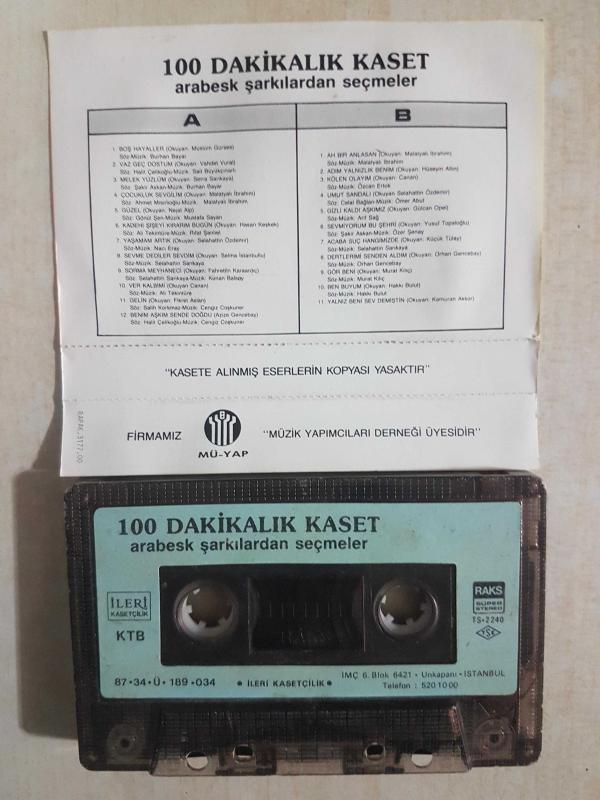 100 DAKİKALIK KASET
arabesk şarkılardan seçmeler
A
1. BOŞ HAYALLER (Okuyan: Müslüm Gürses)
Söz-Müzik: Burhan Bayar
2. VAZ GEÇ DOSTUM (Okuyan: Vahdet Vural)
Söz: Halit Çelikoğlu-Müzik: Sait Büyükçınar
3. MELEK YÜZLÜM (Okuyan: Semra Sarıkaya)
Söz: Şakir Askan-Müzik: Burhan Bayar
4. ÇOCUKLUK SEVGİLİM (Okuyan: Malatyalı İbrahim)
Söz: Ahmet Müzik: Malatyalı İbrahim
5. GÜZEL (Okuyan: Neşe Alp)
Söz: Gönül Şen-Müzik: Mustafa Sayan
6. KADEHİ ŞİŞEYİ KIRARIM BUGÜN (Okuyan: Hasan Keşkek)
Söz: Ali Tekintüre-Müzik: Rıfat Şanlıel
7. YAŞAMAM ARTIK (Okuyan: Selahattin Özdemir)
Söz-Müzik: Naci Eray
8. SEVME DEDİLER SEVDİM (Okuyan: Selma İstanbullu)
Söz-Müzik: Selahattin Sarıkaya
9. SORMA MEYHANECİ (Okuyan: Fahrettin Karaardıç)
Söz: Selahattin Sarıkaya-Müzik: Kenan Balsoy
10. VER KALBİMİ (Okuyan Canan)
Söz-Müzik: Ali Tekintüre
11. GELİN (Okuyan: Fikret Aslan)
Söz: Salih Korkmaz-Müzik: Cengiz Coşkuner
12. BENİM AŞKIM SENDE DOĞDU (Azize Gencebay)
Söz: Halit Çelikoğlu-Müzik: Cengiz Coşkuner
B
1. AH BİR ANLASAN (Okuyan: Malatyalı İbrahim)
Söz-Müzik: Malatyalı İbrahim
2. ADIM YALNIZLIK BENİM (Okuyan: Hüseyin Altın)
3. KÖLEN OLAYIM (Okuyan: Canan)
Söz-Müzik: Özcan Ertok
4. UMUT SANDALI (Okuyan Selahattin Özdemir)
Söz: Celal Bağlan-Müzik: Ömer Abut
5. GİZLİ KALDI AŞKIMIZ (Okuyan: Gülcan Opel)
Söz-Müzik: Arif Sağ
6. SEVMİYORUM BU ŞEHRİ (Okuyan: Yusuf Topaloğlu)
Söz: Şakir Askan-Müzik: Özer Şenay
7. ACABA SUÇ HANGİMİZDE (Okuyan: Küçük Tülay)
Söz-Müzik: Selahattin Sarıkaya
8. DERTLERİMİ SENDEN ALDIM (Okuyan: Orhan Gencebay)
Söz-Müzik: Orhan Gencebay
9. GÖR BENİ (Okuyan: Murat Kılıç)
Söz-Müzik: Murat Kılıç
10. BEN BUYUM (Okuyan: Hakkı Bulut)
Söz-Müzik: Hakkı Bulut
11. YALNIZ BENİ SEV DEMİŞTİN (Okuyan: Kamuran Akkor)
"KASETE ALINMIŞ ESERLERİN KOPYASI YASAKTIR"
FİRMAMIZ MÜ-YAP "MÜZİK YAPIMCILARI DERNEĞİ ÜYESİDİR"
100 DAKİKALIK KASET
arabesk şarkılardan seçmeler
İLERİ
KASETÇİLİK
KTB
RAKS
SÜPER
STEREO
TS-2240
TSE
87•34•Ü•189•034
• İLERİ KASETÇİLİK •
İMÇ 6. Blok 6421 • Unkapanı • İSTANBUL
Telefon : 520 10 00